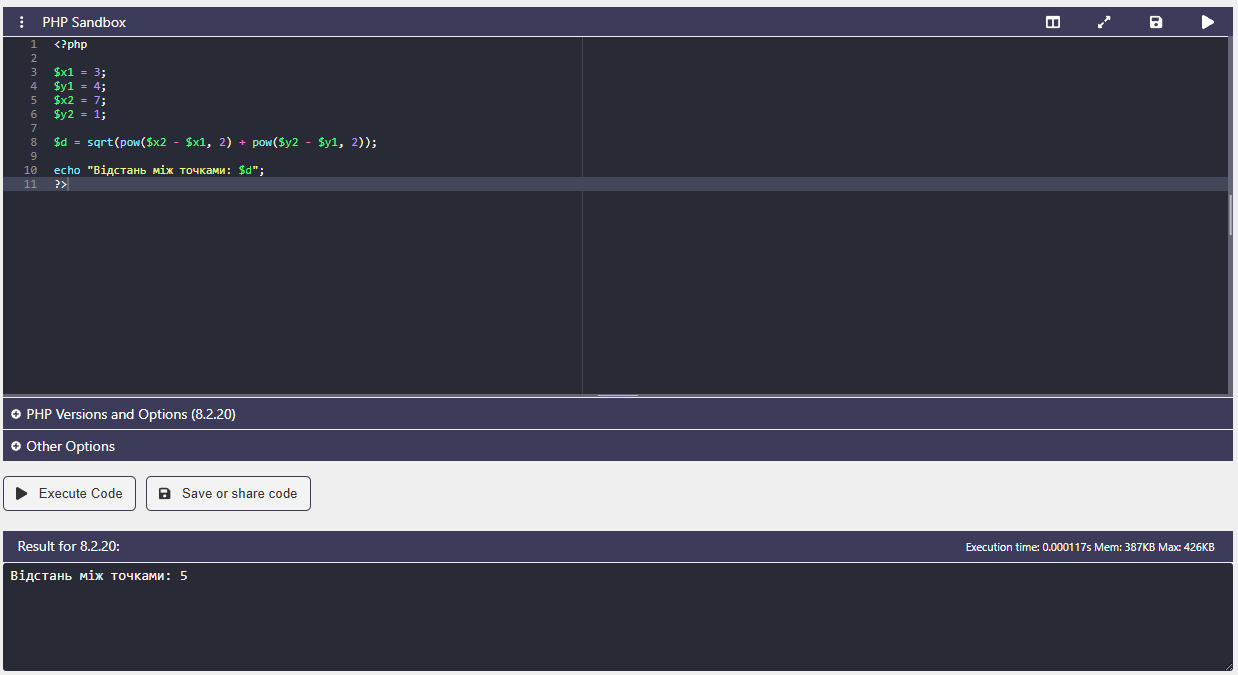 PHP Sandbox
1 <?php
2
3 $x1 = 3;
4 $y1 = 4;
5 $x2 = 7;
6 $y2 = 1;
7
8 $d = sqrt(pow($x2 - $x1, 2) + pow($y2 - $y1, 2));
9
10 echo "Відстань між точками: $d";
11 ?>
PHP Versions and Options (8.2.20)
Other Options
Execute Code Save or share code
Result for 8.2.20: Execution time: 0.000117s Mem: 387KB Max: 426KB
Відстань між точками: 5